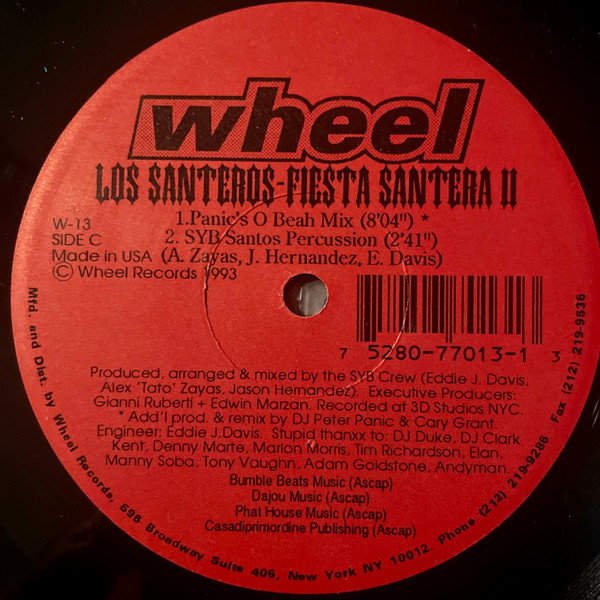 wheel
LOS SANTEROS-FIESTA SANTERA II
1.Panic's O Beah Mix (8'04") *
W-13
SIDE C
2. SYB Santos Percussion (2'41")
Made in USA (A. Zayas, J. Hernandez, E. Davis)
© Wheel Records 1993
7 5280-77013-1 3
Produced, arranged & mixed by the SYB Crew (Eddie J. Davis,
Alex 'Tato' Zayas, Jason Hernandez). Executive Producers:
Gianni Ruberti + Edwin Marzan. Recorded at 3D Studios NYC.
* Add'l prod. & remix by DJ Peter Panic & Cary Grant.
Engineer: Eddie J.Davis. Stupid thanxx to: DJ Duke, DJ Clark
Kent, Denny Marte, Marlon Morris, Tim Richardson, Elan,
Manny Soba, Tony Vaughn, Adam Goldstone, Andyman.
Bumble Beats Music (Ascap)
Dajou Music (Ascap)
Phat House Music (Ascap)
Casadiprimordine Publishing (Ascap)
Mfd. and Dist. by Wheel Records, 598 Broadway Suite 409, New York NY 10012. Phone (212) 219-9286 Fax (212) 219-9836